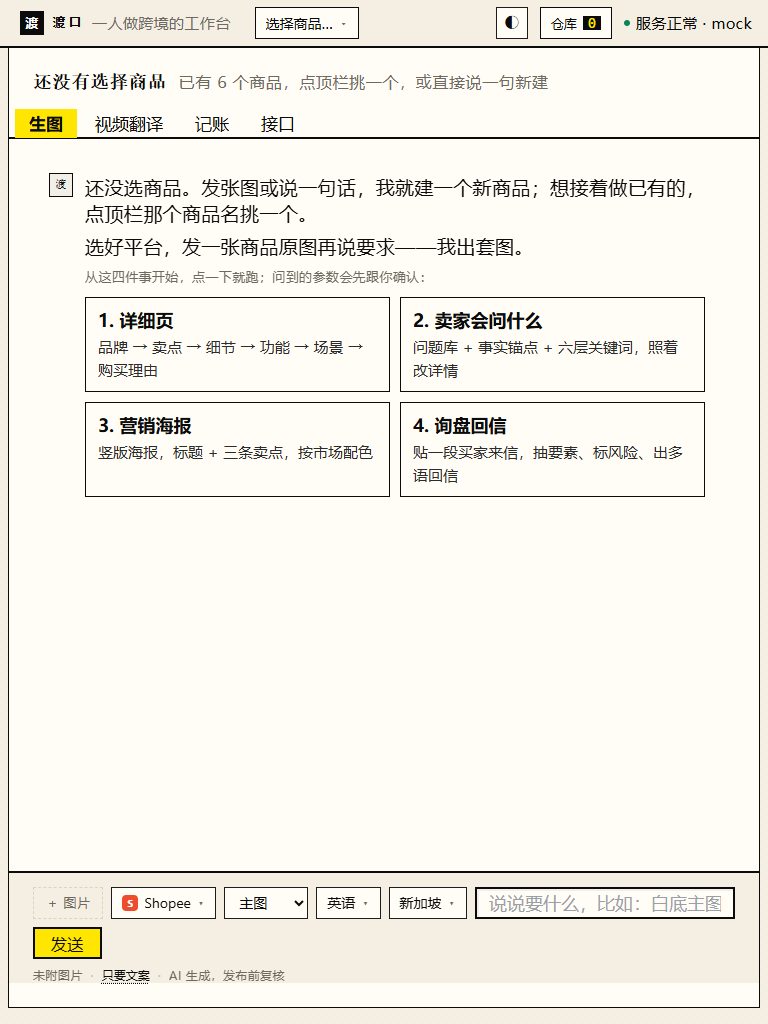 渡 渡口 一人做跨境的工作台 选择商品... 仓库 0 服务正常 · mock
还没有选择商品 已有 6 个商品，点顶栏挑一个，或直接说一句新建
生图 视频翻译 记账 接口
渡 还没选商品。发张图或说一句话，我就建一个新商品；想接着做已有的，
点顶栏那个商品名挑一个。
选好平台，发一张商品原图再说要求——我出套图。
从这四件事开始，点一下就跑；问到的参数会先跟你确认：
1. 详细页
品牌 → 卖点 → 细节 → 功能 → 场景 →
购买理由
2. 卖家会问什么
问题库 + 事实锚点 + 六层关键词，照着
改详情
3. 营销海报
竖版海报，标题 + 三条卖点，按市场配色
4. 询盘回信
贴一段买家来信，抽要素、标风险、出多
语回信
+ 图片 S Shopee 主图 英语 新加坡 说说要什么，比如：白底主图
发送
未附图片 · 只要文案 · AI 生成，发布前复核